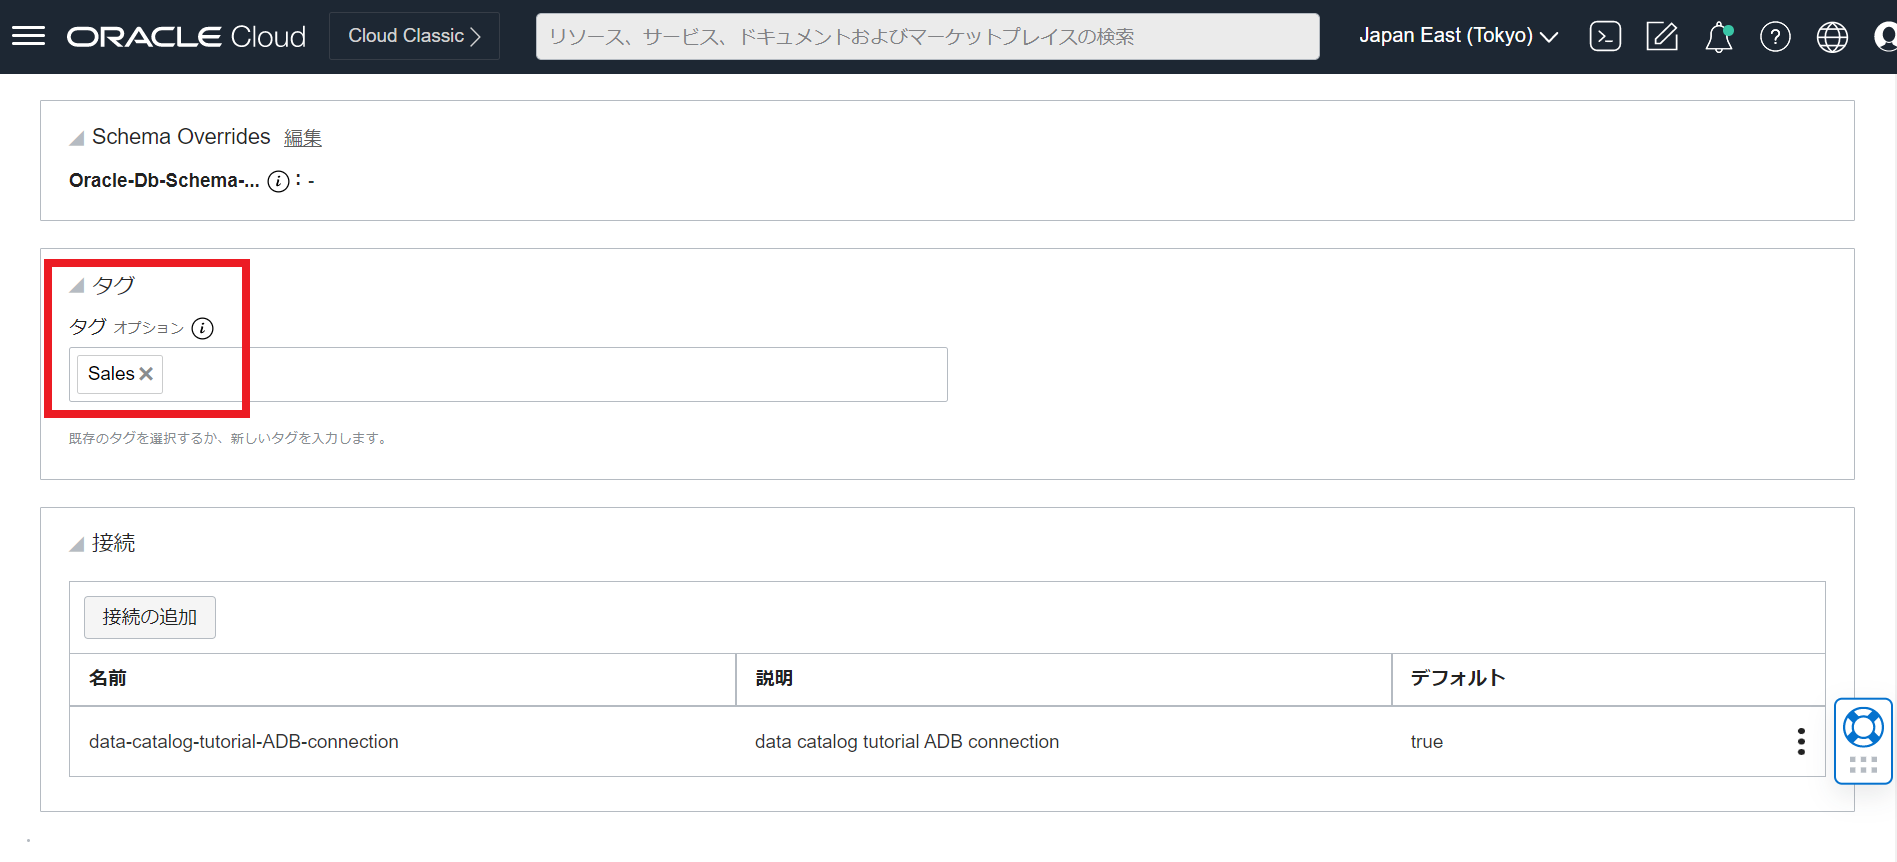 ORACLE Cloud Cloud Classic リソース、サービス、ドキュメントおよびマーケットプレイスの検索 Japan East (Tokyo)
Schema Overrides 編集
Oracle-Db-Schema-... : -
タグ
タグ オプション
Sales
既存のタグを選択するか、新しいタグを入力します。
接続
接続の追加
名前 説明 デフォルト
data-catalog-tutorial-ADB-connection data catalog tutorial ADB connection true